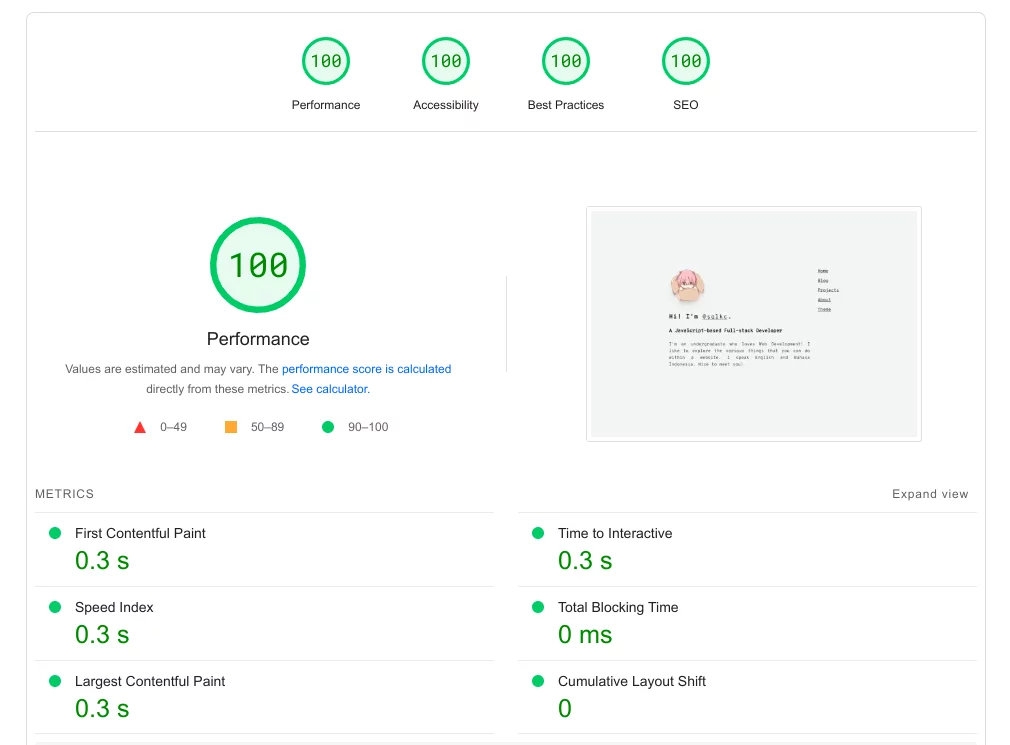 100 100 100 100
Performance Accessibility Best Practices SEO
100
Performance
Values are estimated and may vary. The performance score is calculated
directly from these metrics. See calculator.
0–49 50–89 90–100
Home
Blog
Projects
About
Theme
Hi! I'm @sglkc.
A JavaScript-based Full-stack Developer
I'm an undergraduate who loves Web Development! I
like to explore the various things that you can do
within a website. I speak English and Bahasa
Indonesia. Nice to meet you!
METRICS Expand view
First Contentful Paint
0.3 s
Time to Interactive
0.3 s
Speed Index
0.3 s
Total Blocking Time
0 ms
Largest Contentful Paint
0.3 s
Cumulative Layout Shift
0